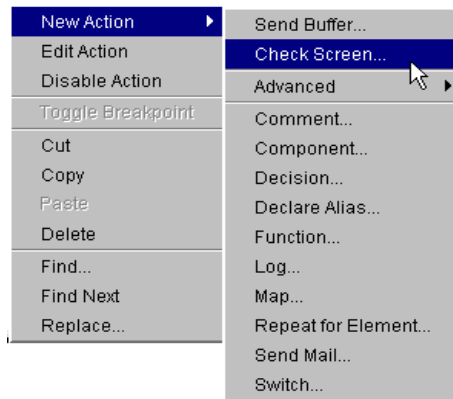 New Action
Edit Action
Disable Action
Toggle Breakpoint
Cut
Copy
Paste
Delete
Find...
Find Next
Replace...
Send Buffer...
Check Screen...
Advanced
Comment...
Component...
Decision...
Declare Alias...
Function...
Log...
Map...
Repeat for Element...
Send Mail...
Switch...